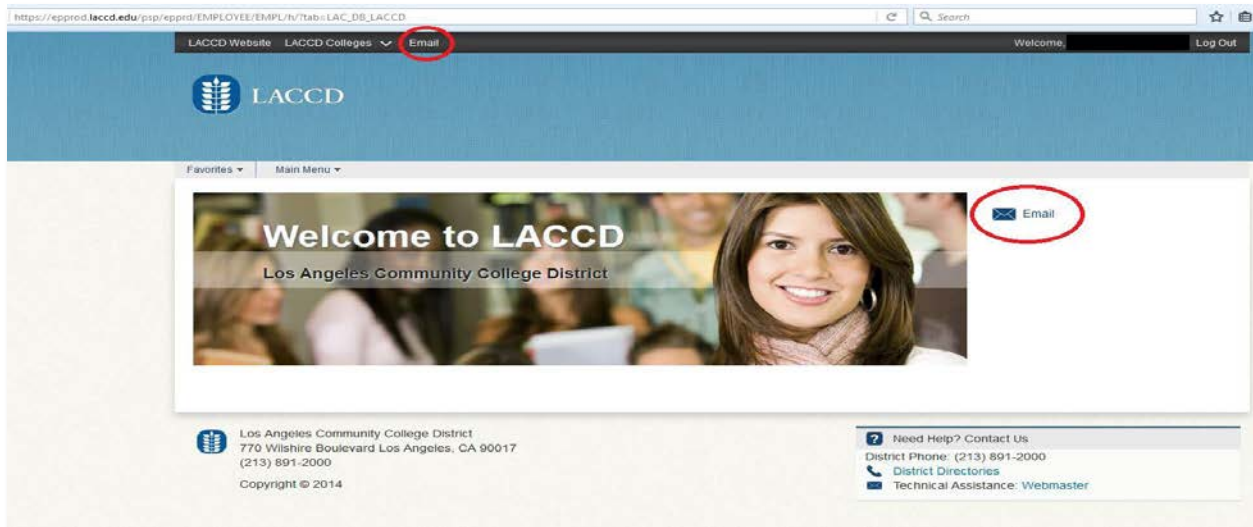 https://epprod.laccd.edu/psp/epprd/EMPLOYEE/EMPL/h/?tab=LAC_DB_LACCD
Search
LACCD Website LACCD Colleges Email Welcome, Log Out
LACCD
Favorites Main Menu
Welcome to LACCD
Los Angeles Community College District
Email
Los Angeles Community College District
770 Wilshire Boulevard Los Angeles, CA 90017
(213) 891-2000
Copyright © 2014
Need Help? Contact Us
District Phone: (213) 891-2000
District Directories
Technical Assistance: Webmaster